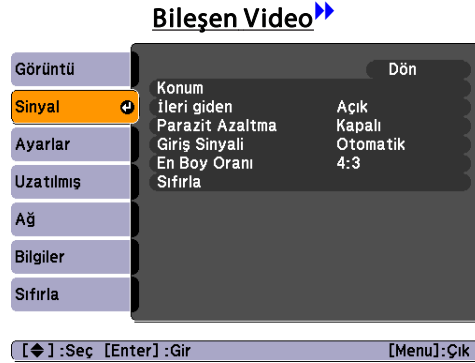 Bileşen Video
Görüntü
Sinyal
Ayarlar
Uzatılmış
Ağ
Bilgiler
Sıfırla
Dön
Konum
İleri giden Açık
Parazit Azaltma Kapalı
Giriş Sinyali Otomatik
En Boy Oranı 4:3
Sıfırla
[◆] :Seç [Enter] :Gir [Menu]:Çık